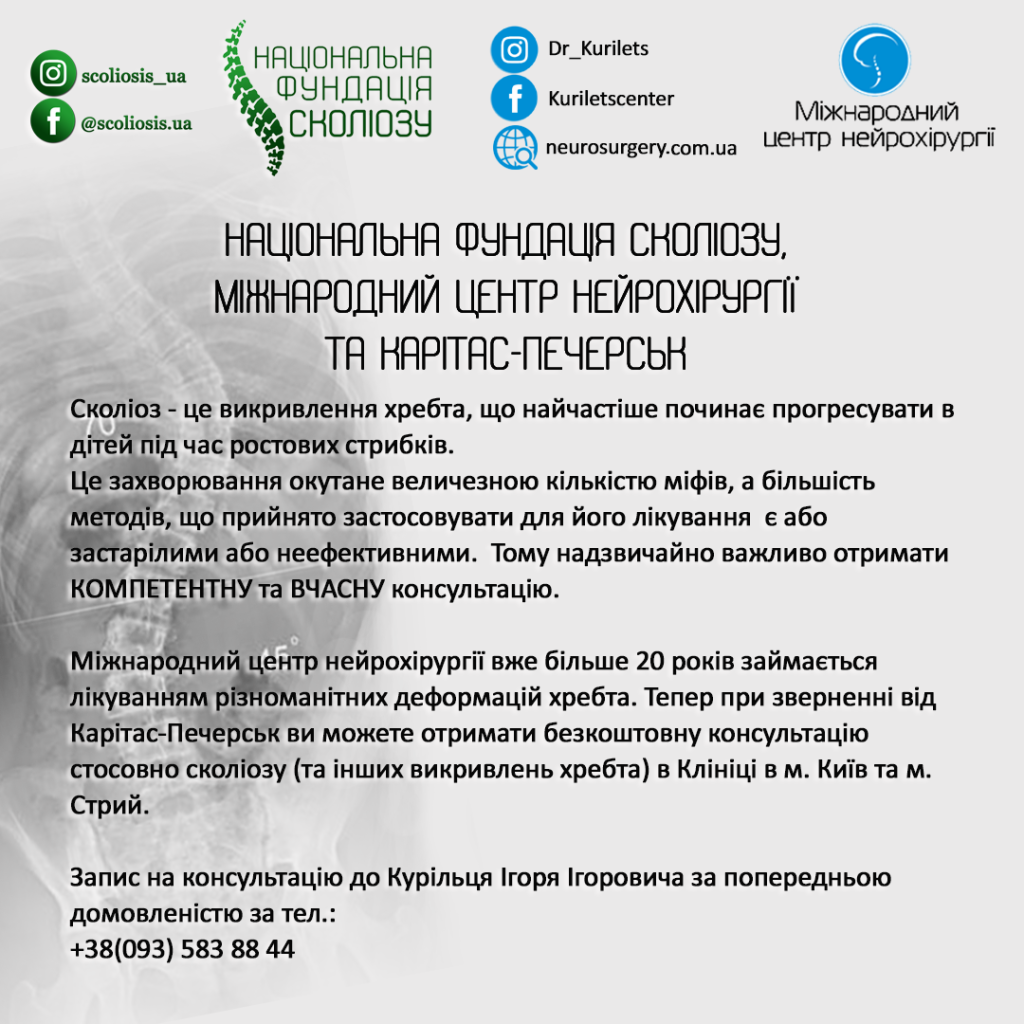 scoliosis_ua
@scoliosis.ua
НАЦІОНАЛЬНА
ФУНДАЦІЯ
СКОЛІОЗУ
Dr_Kurilets
Kuriletscenter
neurosurgery.com.ua
Міжнародний
центр нейрохірургії
НАЦІОНАЛЬНА ФУНДАЦІЯ СКОЛІОЗУ,
МІЖНАРОДНИЙ ЦЕНТР НЕЙРОХІРУРГІЇ
ТА КАРІТАС-ПЕЧЕРСЬК
Сколіоз - це викривлення хребта, що найчастіше починає прогресувати в
дітей під час ростових стрибків.
Це захворювання окутане величезною кількістю міфів, а більшість
методів, що прийнято застосовувати для його лікування є або
застарілими або неефективними. Тому надзвичайно важливо отримати
КОМПЕТЕНТНУ та ВЧАСНУ консультацію.
Міжнародний центр нейрохірургії вже більше 20 років займається
лікуванням різноманітних деформацій хребта. Тепер при зверненні від
Карітас-Печерськ ви можете отримати безкоштовну консультацію
стосовно сколіозу (та інших викривлень хребта) в Клініці в м. Київ та м.
Стрий.
Запис на консультацію до Курільця Ігоря Ігоровича за попередньою
домовленістю за тел.:
+38(093) 583 88 44